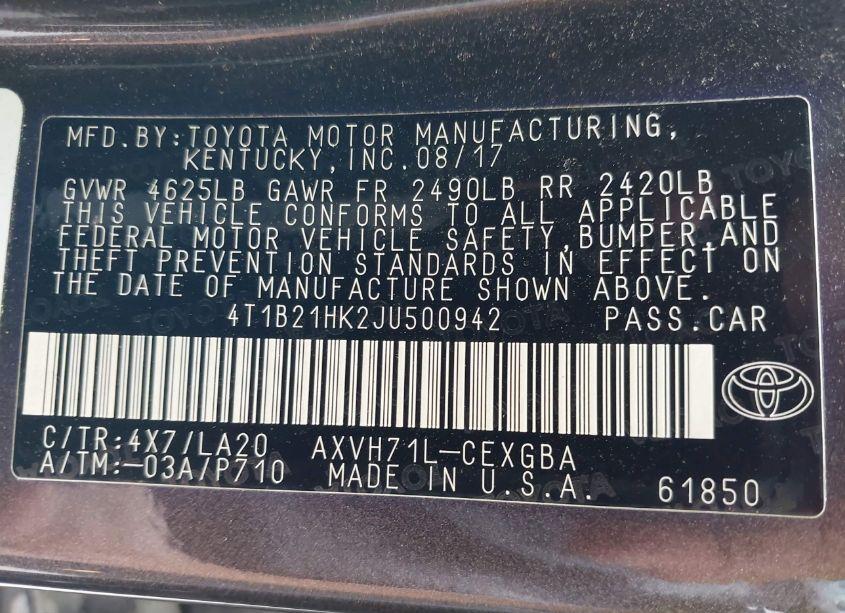 MFD. BY: TOYOTA MOTOR MANUFACTURING,
KENTUCKY, INC. 08/17
GVWR 4625LB GAWR FR 2490LB RR 2420LB
THIS VEHICLE CONFORMS TO ALL APPLICABLE
FEDERAL MOTOR VEHICLE SAFETY, BUMPER, AND
THEFT PREVENTION STANDARDS IN EFFECT ON
THE DATE OF MANUFACTURE SHOWN ABOVE.
4T1B21HK2JU500942 PASS. CAR
C/TR: 4X7/LA20 AXVH71L-CEXGBA
A/TM: -03A/P710 MADE IN U.S.A. 61850